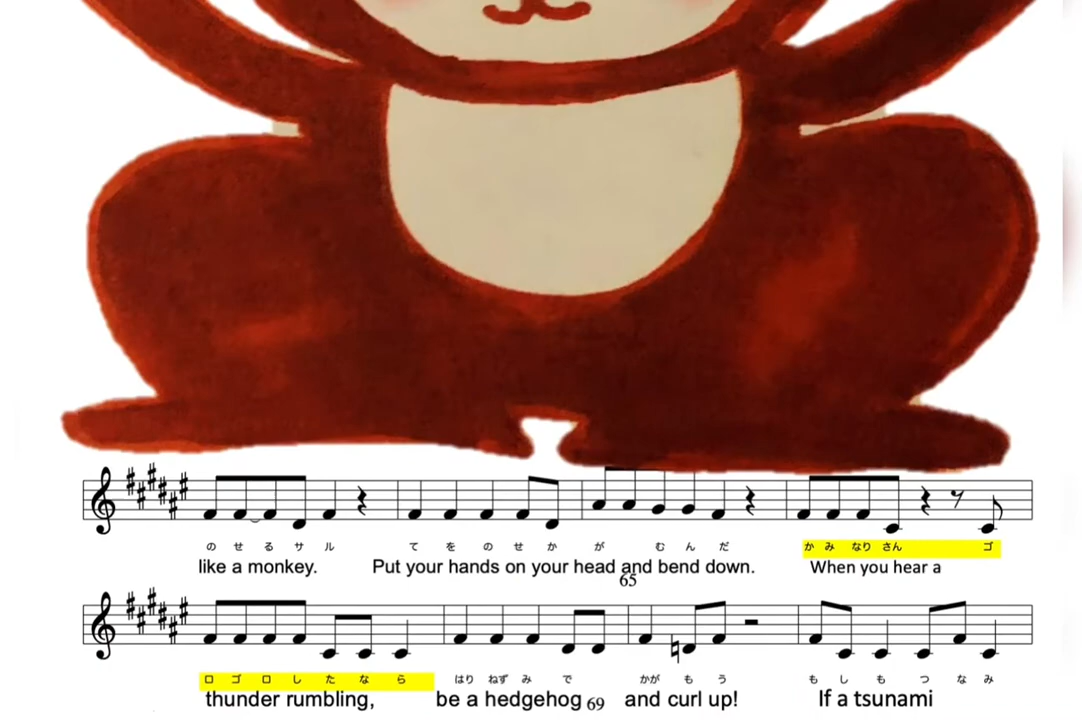 の せ る サ ル て を の せ か が む ん だ か み なり さん ゴ
like a monkey. Put your hands on your head and bend down. When you hear a
65
ロ ゴ ロ し た な ら はり ねず み で かが も う も し も つ な み
thunder rumbling, be a hedgehog 69 and curl up! If a tsunami